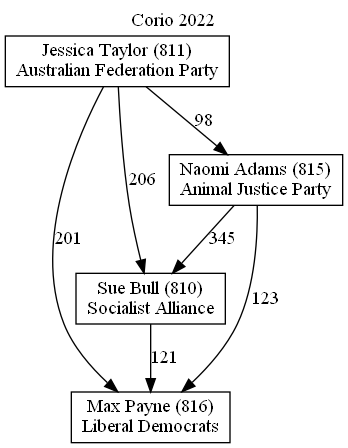 Corio 2022
Jessica Taylor (811)
Australian Federation Party
98
Naomi Adams (815)
Animal Justice Party
206
201
345
Sue Bull (810)
Socialist Alliance
123
121
Max Payne (816)
Liberal Democrats